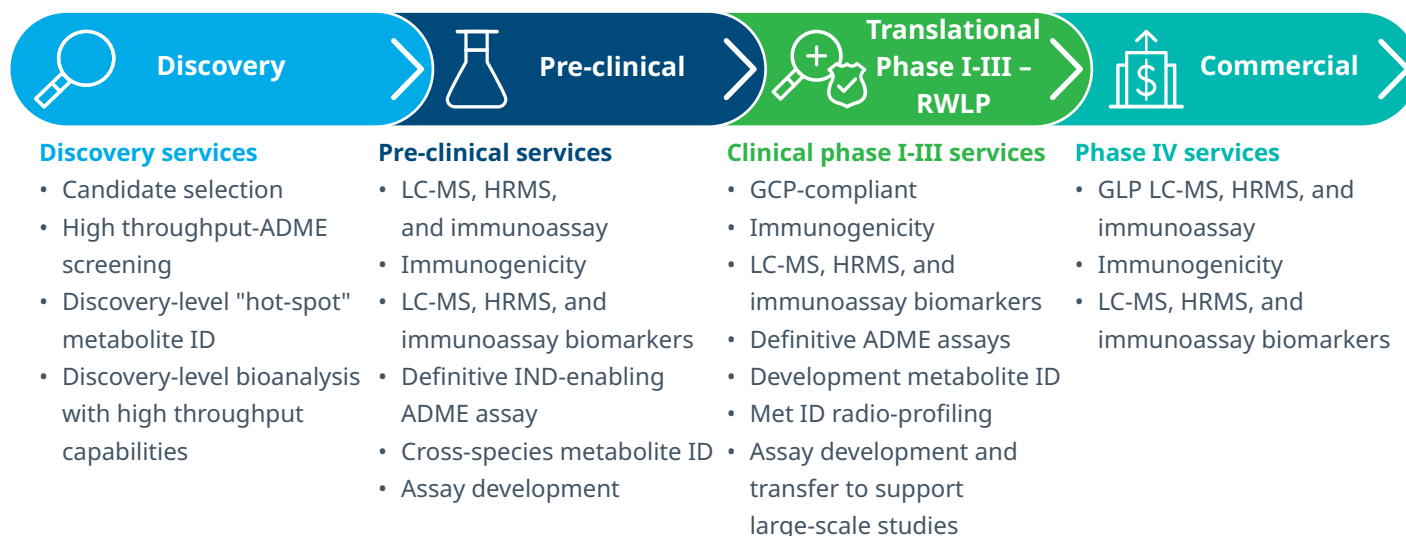 Discovery
Pre-clinical
Translational
Phase I-III –
RWLP
$
Commercial
Discovery services
• Candidate selection
• High throughput-ADME
screening
• Discovery-level "hot-spot"
metabolite ID
• Discovery-level bioanalysis
with high throughput
capabilities
Pre-clinical services
• LC-MS, HRMS,
and immunoassay
• Immunogenicity
• LC-MS, HRMS, and
immunoassay biomarkers
• Definitive IND-enabling
ADME assay
• Cross-species metabolite ID
• Assay development
Clinical phase I-III services
• GCP-compliant
• Immunogenicity
• LC-MS, HRMS, and
immunoassay biomarkers
• Definitive ADME assays
• Development metabolite ID
• Met ID radio-profiling
• Assay development and
transfer to support
large-scale studies
Phase IV services
• GLP LC-MS, HRMS, and
immunoassay
• Immunogenicity
• LC-MS, HRMS, and
immunoassay biomarkers